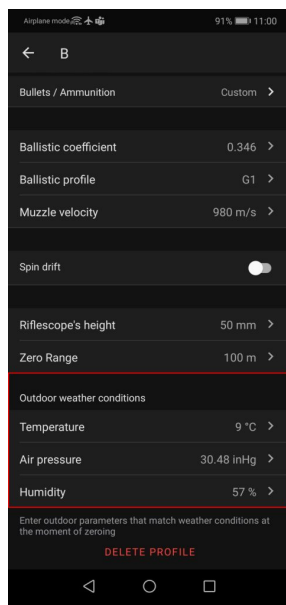 Airplane mode 91% 11:00
B
Bullets / Ammunition Custom
Ballistic coefficient 0.346
Ballistic profile G1
Muzzle velocity 980 m/s
Spin drift
Riflescope's height 50 mm
Zero Range 100 m
Outdoor weather conditions
Temperature 9 °C
Air pressure 30.48 inHg
Humidity 57 %
Enter outdoor parameters that match weather conditions at
the moment of zeroing
DELETE PROFILE